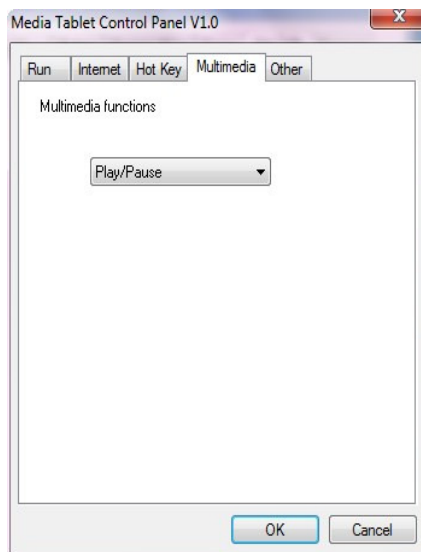 Media Tablet Control Panel V1.0
Run Internet Hot Key Multimedia Other
Multimedia functions
Play/Pause
OK Cancel